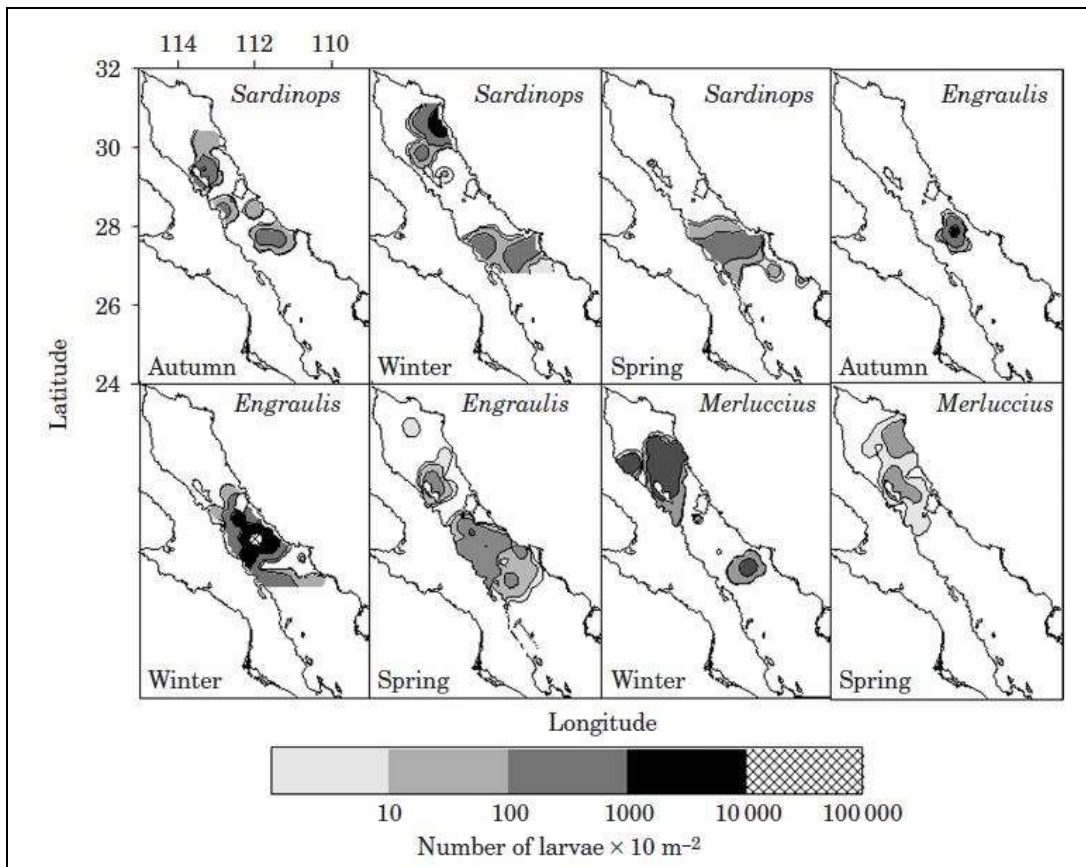 114 112 110
32
Sardinops Sardinops Sardinops Engraulis
30
28
26
Autumn Winter Spring Autumn
24
Latitude
Engraulis Engraulis Merluccius Merluccius
Winter Spring Winter Spring
Longitude
10 100 1000 10 000 100 000
Number of larvae × 10 m⁻²